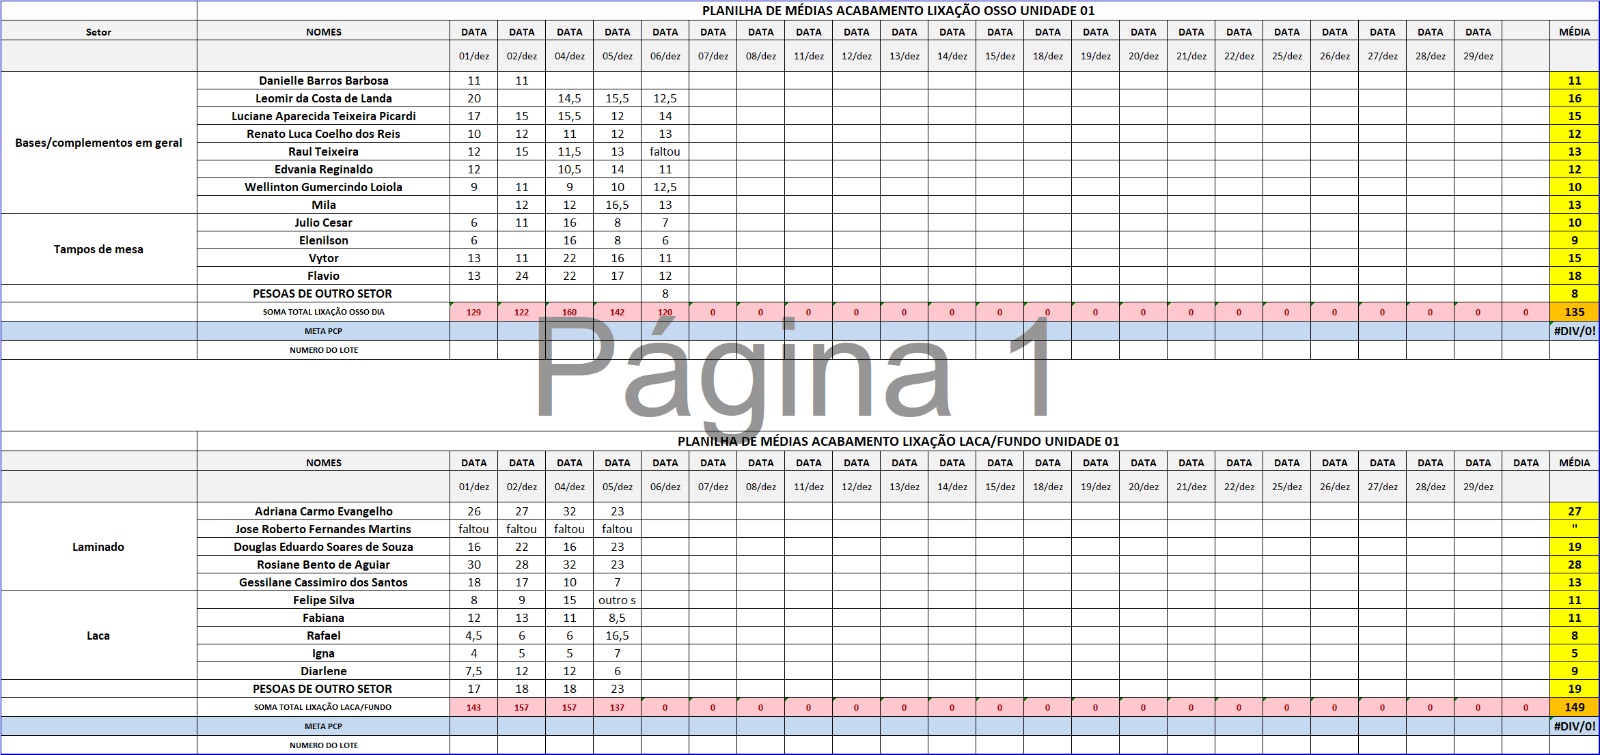 PLANILHA DE MÉDIAS ACABAMENTO LIXAÇÃO OSSO UNIDADE 01
Setor NOMES DATA DATA DATA DATA DATA DATA DATA DATA DATA DATA DATA DATA DATA DATA DATA DATA DATA DATA DATA DATA DATA DATA MÉDIA
01/dez 02/dez 04/dez 05/dez 06/dez 07/dez 08/dez 11/dez 12/dez 13/dez 14/dez 15/dez 18/dez 19/dez 20/dez 21/dez 22/dez 25/dez 26/dez 27/dez 28/dez 29/dez
Danielle Barros Barbosa 11 11 11
Leomir da Costa de Landa 20 14,5 15,5 12,5 16
Luciane Aparecida Teixeira Picardi 17 15 15,5 12 14 15
Renato Luca Coelho dos Reis 10 12 11 12 13 12
Bases/complementos em geral
Raul Teixeira 12 15 11,5 13 faltou 13
Edvania Reginaldo 12 10,5 14 11 12
Wellinton Gumercindo Loiola 9 11 9 10 12,5 10
Mila 12 12 16,5 13 13
Julio Cesar 6 11 16 8 7 10
Elenilson 6 16 8 6 9
Tampos de mesa
Vytor 13 11 22 16 11 15
Flavio 13 24 22 17 12 18
PESOAS DE OUTRO SETOR 8 8
SOMA TOTAL LIXAÇÃO OSSO DIA 129 122 160 142 120 0 0 0 0 0 0 0 0 0 0 0 0 0 0 0 0 0 0 135
META PCP #DIV/0!
NUMERO DO LOTE
Página 1
PLANILHA DE MÉDIAS ACABAMENTO LIXAÇÃO LACA/FUNDO UNIDADE 01
NOMES DATA DATA DATA DATA DATA DATA DATA DATA DATA DATA DATA DATA DATA DATA DATA DATA DATA DATA DATA DATA DATA DATA DATA MÉDIA
01/dez 02/dez 04/dez 05/dez 06/dez 07/dez 08/dez 11/dez 12/dez 13/dez 14/dez 15/dez 18/dez 19/dez 20/dez 21/dez 22/dez 25/dez 26/dez 27/dez 28/dez 29/dez
Adriana Carmo Evangelho 26 27 32 23 27
Jose Roberto Fernandes Martins faltou faltou faltou faltou "
Laminado Douglas Eduardo Soares de Souza 16 22 16 23 19
Rosiane Bento de Aguiar 30 28 32 23 28
Gessilane Cassimiro dos Santos 18 17 10 7 13
Felipe Silva 8 9 15 outro s 11
Fabiana 12 13 11 8,5 11
Laca Rafael 4,5 6 6 16,5 8
Igna 4 5 5 7 5
Diarlene 7,5 12 12 6 9
PESOAS DE OUTRO SETOR 17 18 18 23 19
SOMA TOTAL LIXAÇÃO LACA/FUNDO 143 157 157 137 0 0 0 0 0 0 0 0 0 0 0 0 0 0 0 0 0 0 0 149
META PCP #DIV/0!
NUMERO DO LOTE